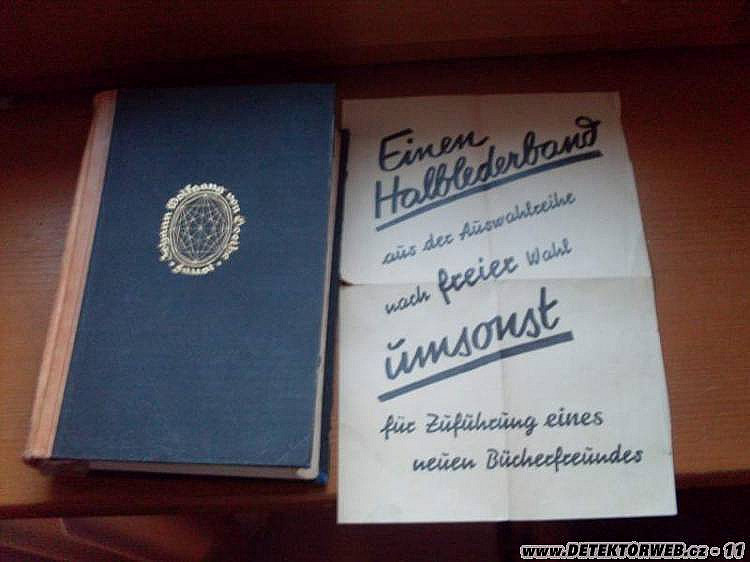 Johann Wolfgang von Goethe
Faust
Einen
Halblederband
aus der Auswahlreihe
nach freier Wahl
umsonst
für Zuführung eines
neuen Bücherfreundes
www.DETEKTORWEB.cz - 11